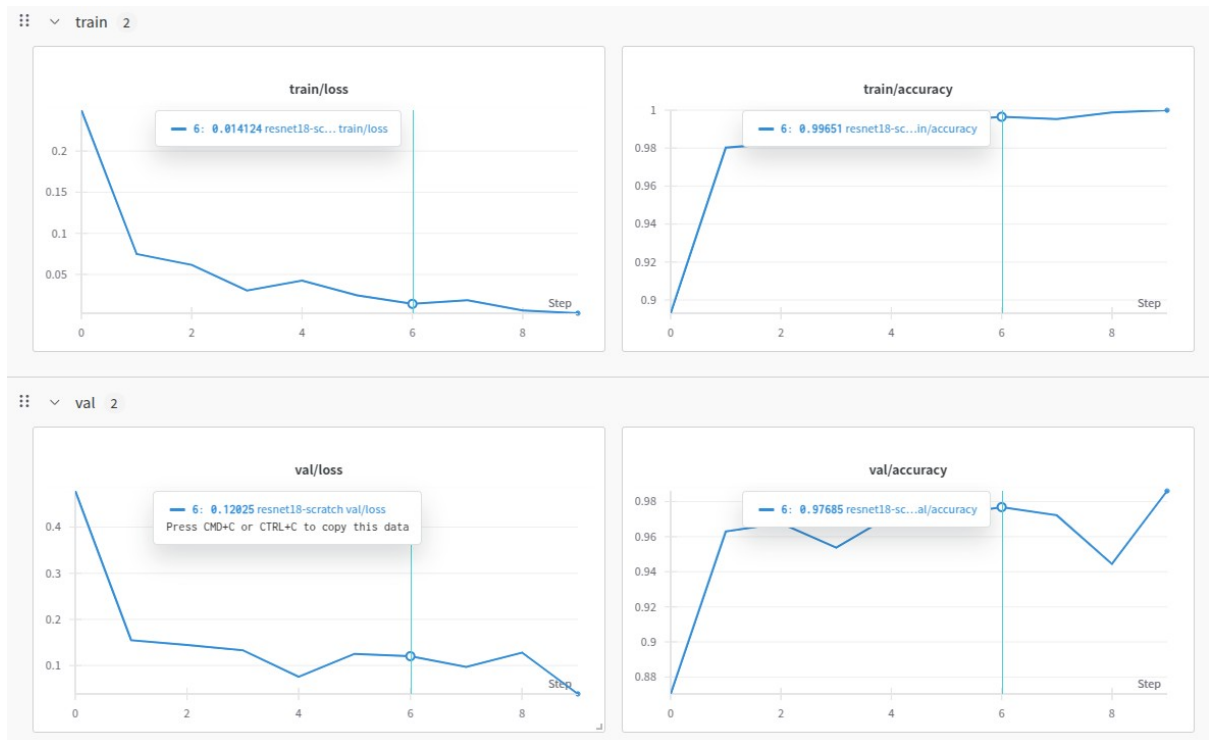 train 2
train/loss
6: 0.014124 resnet18-sc... train/loss
0.2
0.15
0.1
0.05
Step
0 2 4 6 8
train/accuracy
6: 0.99651 resnet18-sc...in/accuracy
1
0.98
0.96
0.94
0.92
0.9
Step
0 2 4 6 8
val 2
val/loss
6: 0.12025 resnet18-scratch val/loss
Press CMD+C or CTRL+C to copy this data
0.4
0.3
0.2
0.1
Step
0 2 4 6 8
val/accuracy
6: 0.97685 resnet18-sc...al/accuracy
0.98
0.96
0.94
0.92
0.9
0.88
Step
0 2 4 6 8